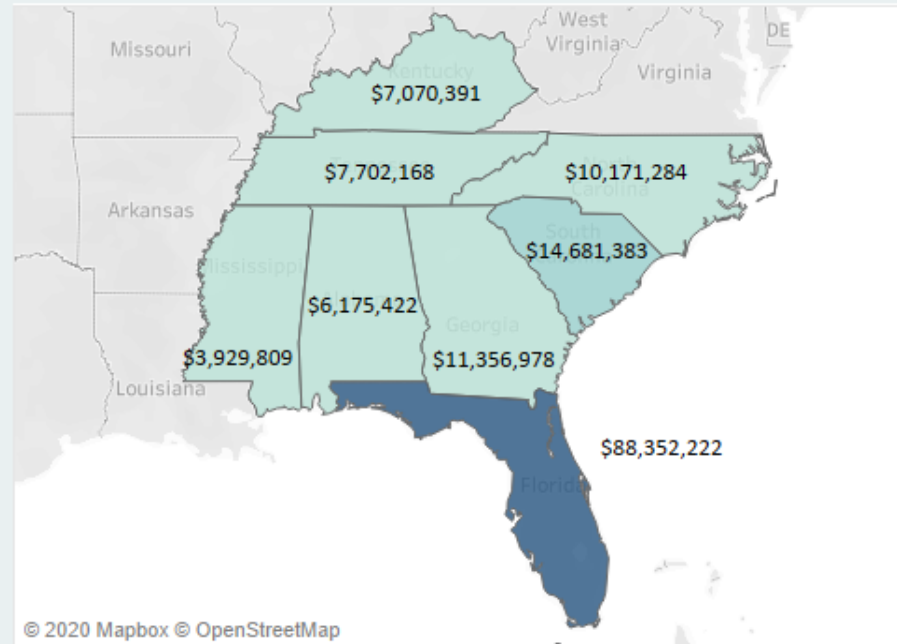 West
Virginia
DE
Missouri
Kentucky
Virginia
$7,070,391
$7,702,168
$10,171,284
Carolina
Arkansas
South
$14,681,383
Mississippi
$6,175,422
Georgia
$3,929,809
$11,356,978
Louisiana
$88,352,222
Florida
© 2020 Mapbox © OpenStreetMap